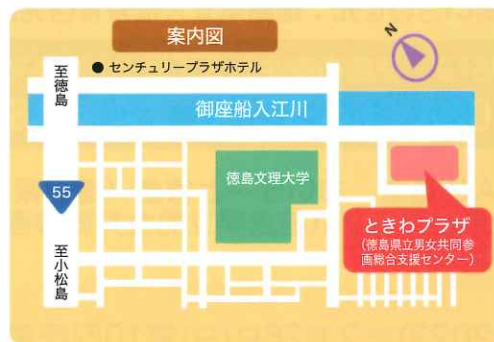 案内図
N
● センチュリープラザホテル
至徳島
御座船入江川
徳島文理大学
55
ときわプラザ
(徳島県立男女共同参
画総合支援センター)
至小松島